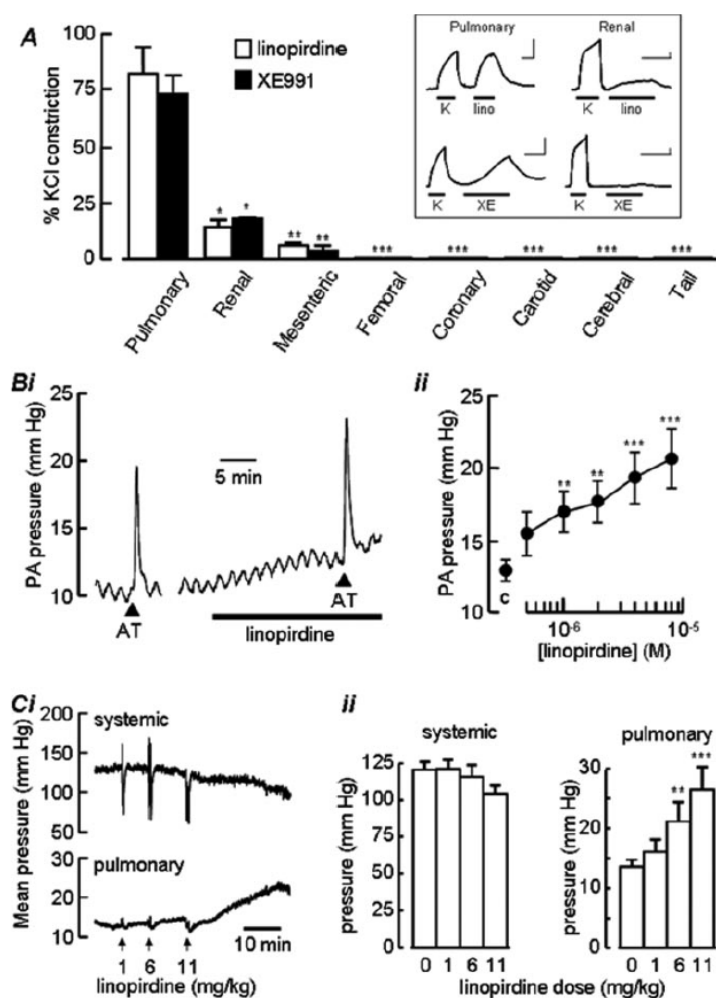 A
100
75
50
25
0
% KCl constriction
linopirdine
XE991
* * ** ** *** *** *** *** ***
Pulmonary
Renal
Mesenteric
Femoral
Coronary
Carotid
Cerebral
Tail
Pulmonary Renal
K lino K lino
K XE K XE
Bi
25
20
15
10
PA pressure (mm Hg)
5 min
AT
AT
linopirdine
ii
25
20
15
10
PA pressure (mm Hg)
** ** *** ***
C
10-6 10-5
[linopirdine] (M)
Ci
systemic
200
150
100
50
pulmonary
30
20
10
Mean pressure (mm Hg)
10 min
1 6 11
linopirdine (mg/kg)
ii
systemic
125
100
75
50
25
0
pressure (mm Hg)
0 1 6 11
pulmonary
30
20
10
0
pressure (mm Hg)
** ***
0 1 6 11
linopirdine dose (mg/kg)